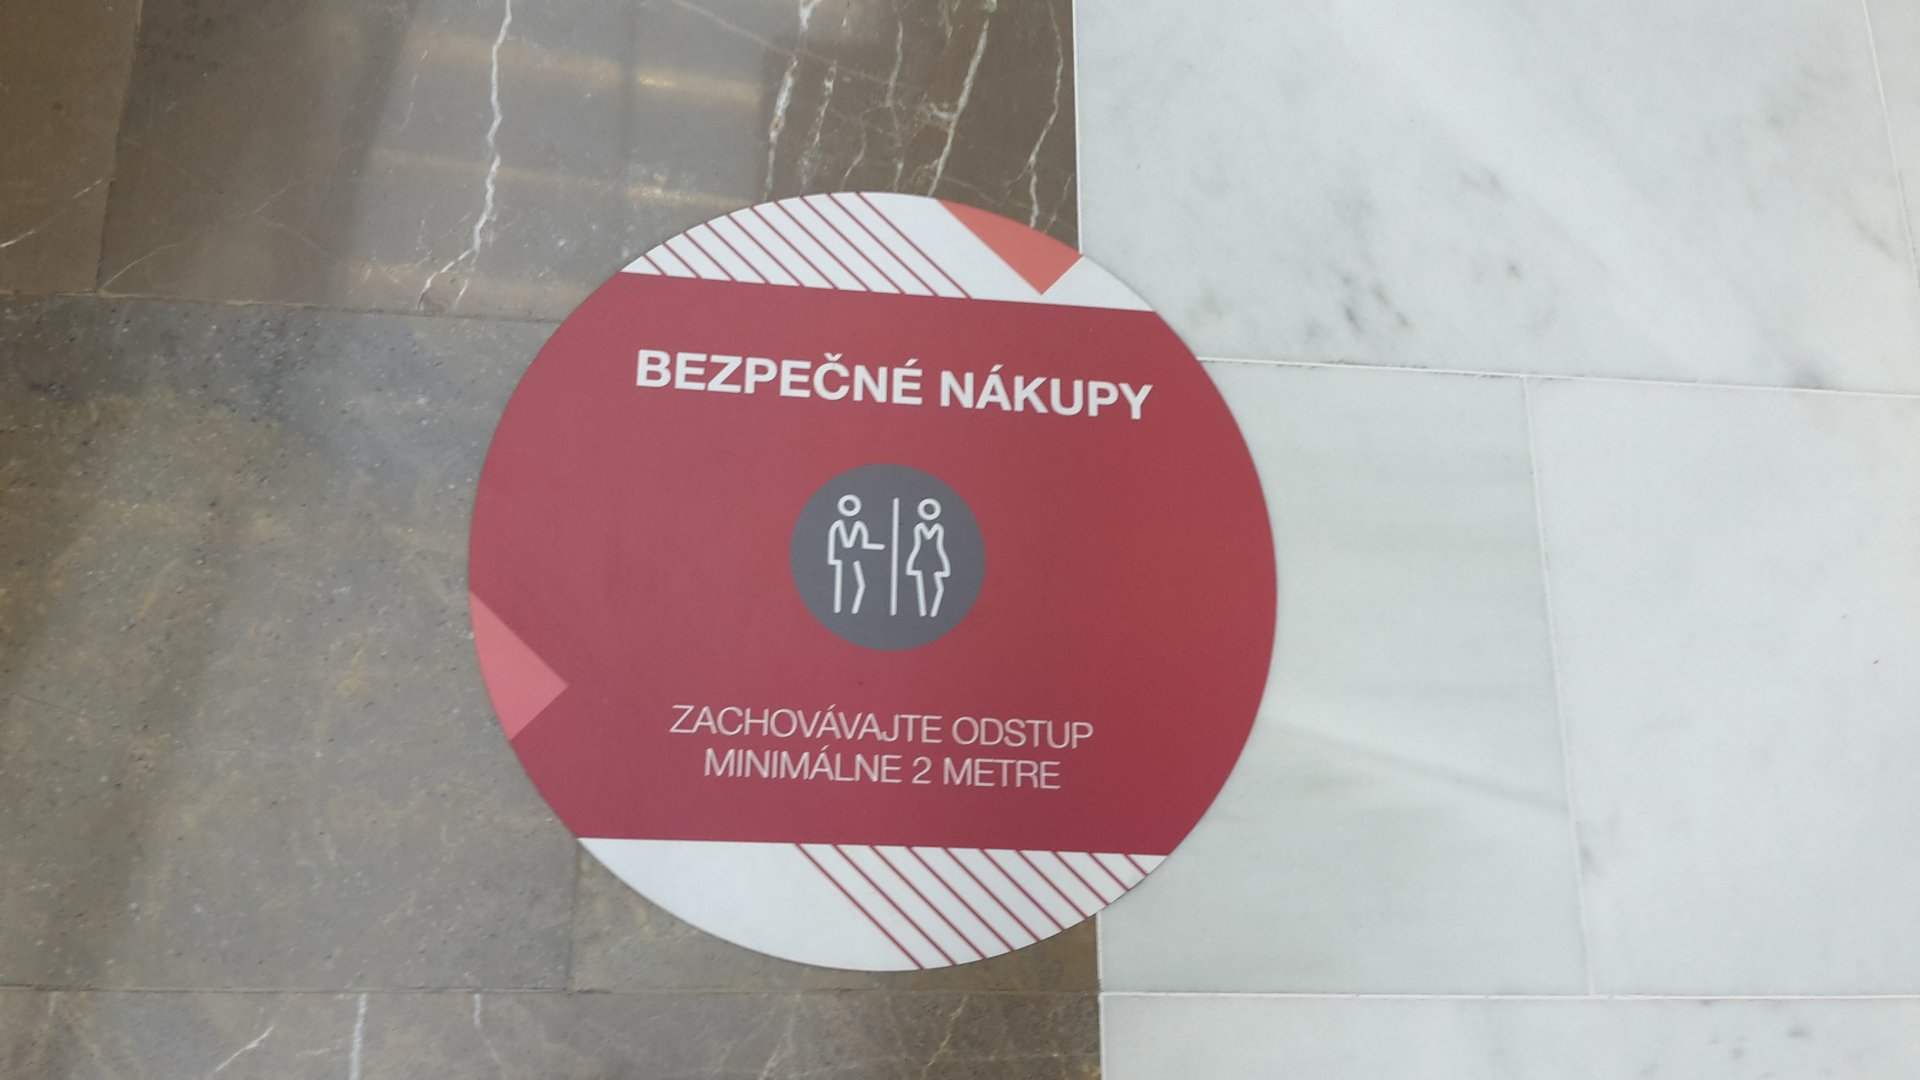 BEZPEČNÉ NÁKUPY
ZACHOVÁVAJTE ODSTUP
MINIMÁLNE 2 METRE